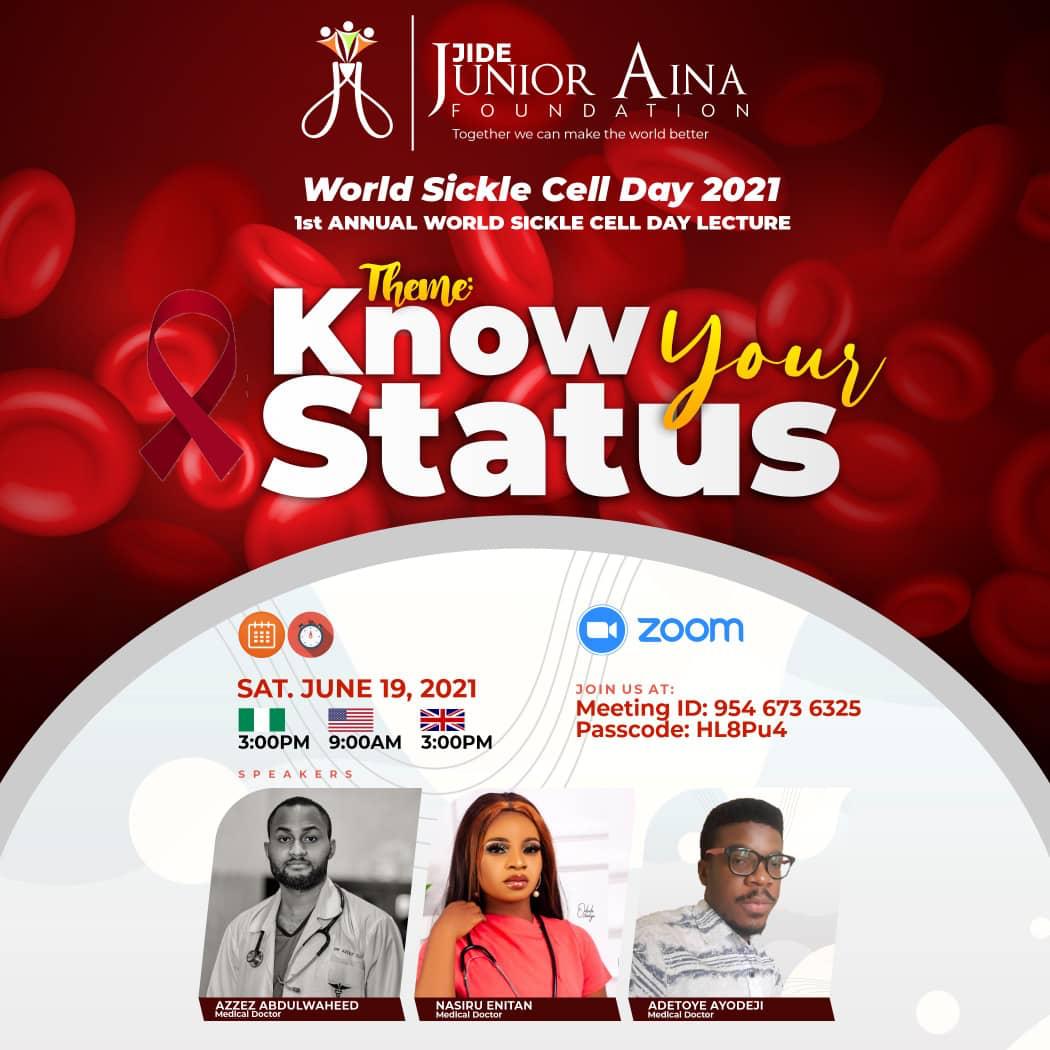 JIDE
JUNIOR AINA
FOUNDATION
Together we can make the world better
World Sickle Cell Day 2021
1st ANNUAL WORLD SICKLE CELL DAY LECTURE
Theme:
Know Your
Status
zoom
SAT. JUNE 19, 2021
3:00PM 9:00AM 3:00PM
JOIN US AT:
Meeting ID: 954 673 6325
Passcode: HL8Pu4
SPEAKERS
AZZEZ ABDULWAHEED
Medical Doctor
NASIRU ENITAN
Medical Doctor
ADETOYE AYODEJI
Medical Doctor